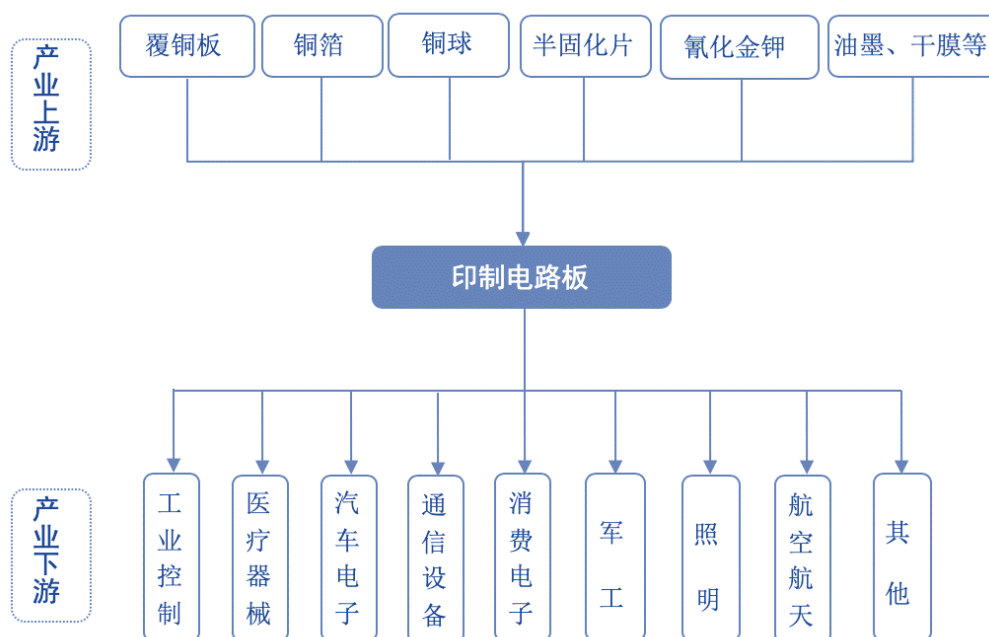 产业上游
覆铜板
铜箔
铜球
半固化片
氰化金钾
油墨、干膜等
印制电路板
产业下游
工业控制
医疗器械
汽车电子
通信设备
消费电子
军工
照明
航空航天
其他